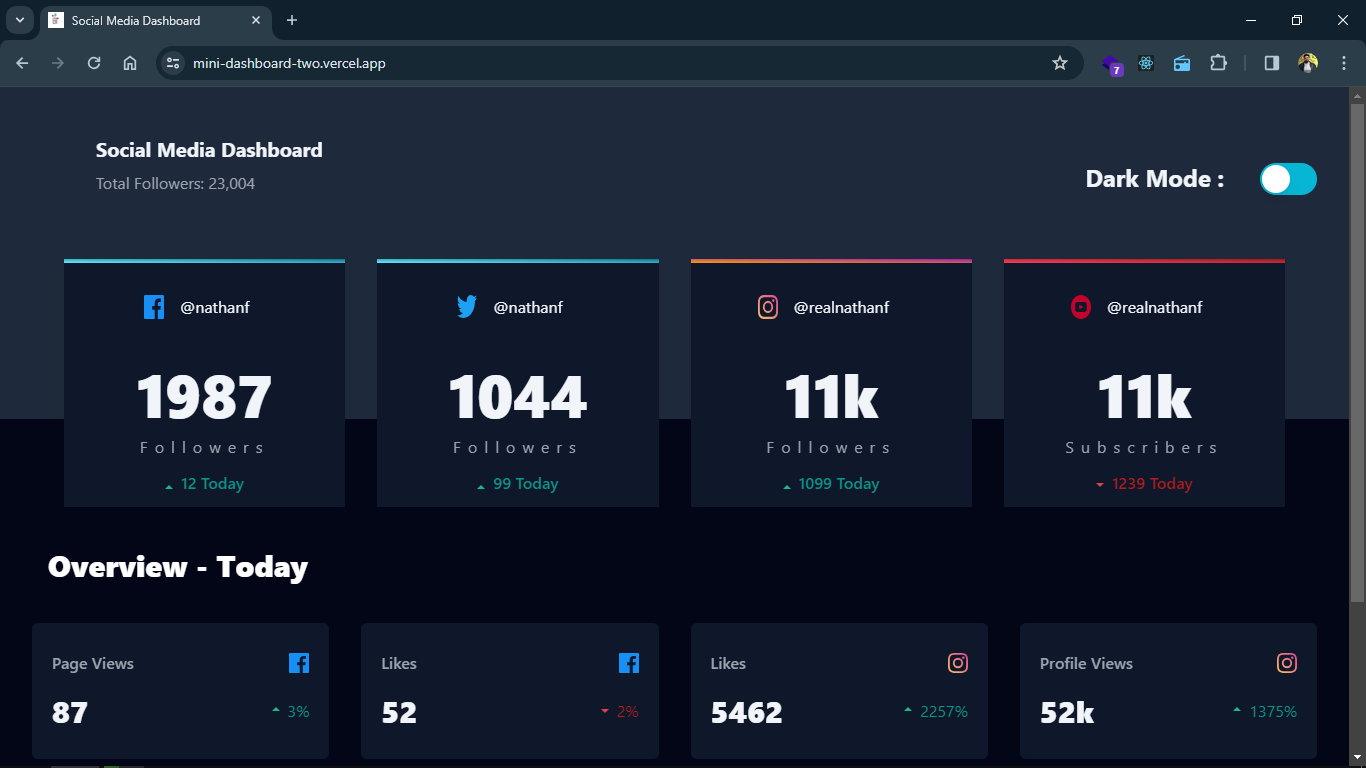 Social Media Dashboard
mini-dashboard-two.vercel.app
7
Social Media Dashboard
Total Followers: 23,004
Dark Mode :
@nathanf
1987
Followers
12 Today
@nathanf
1044
Followers
99 Today
@realnathanf
11k
Followers
1099 Today
@realnathanf
11k
Subscribers
1239 Today
Overview - Today
Page Views
87
3%
Likes
52
2%
Likes
5462
2257%
Profile Views
52k
1375%